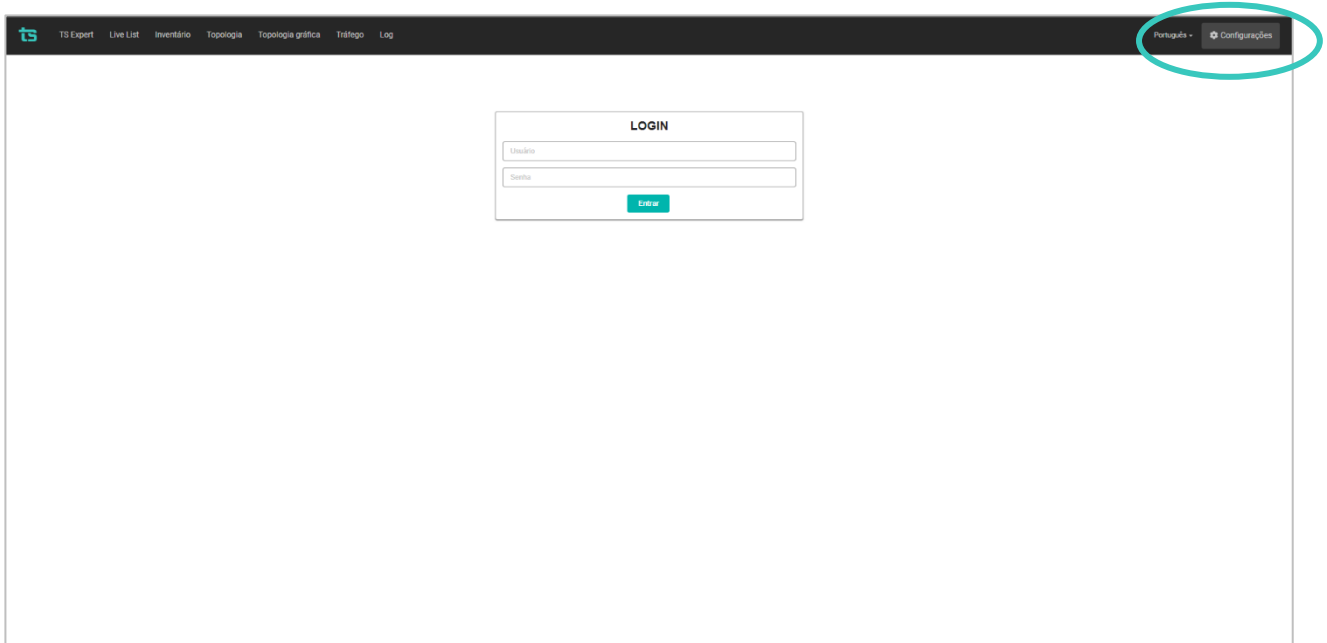 ts TS Expert Live List Inventário Topologia Topologia gráfica Tráfego Log Português Configurações
LOGIN
Usuário
Senha
Entrar